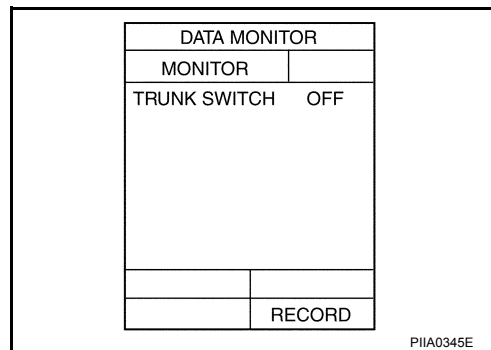 DATA MONITOR
MONITOR
TRUNK SWITCH OFF
RECORD
PIIA0345E